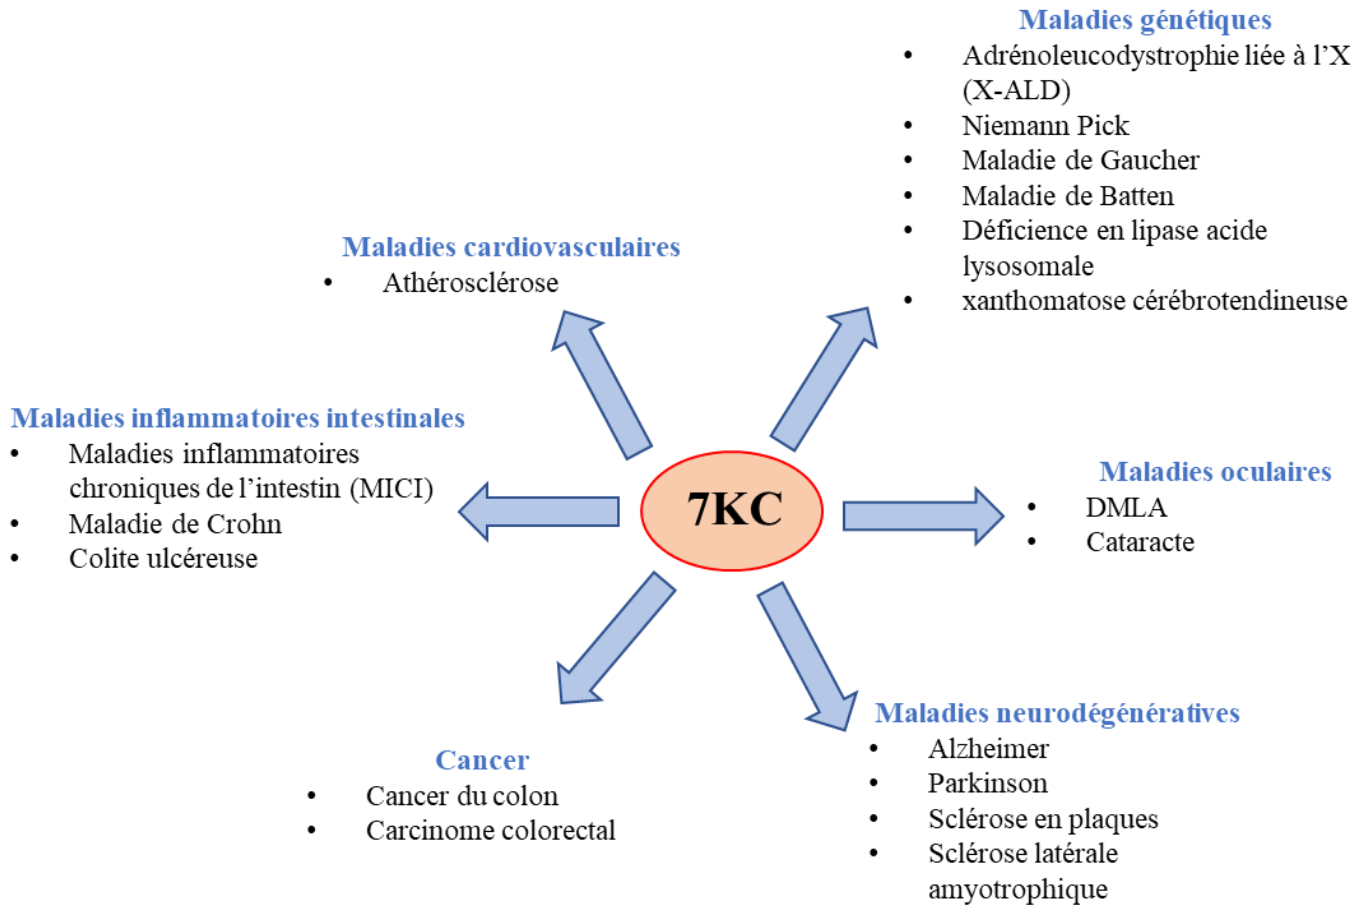 Maladies génétiques
• Adrénoleucodystrophie liée à l’X
(X-ALD)
• Niemann Pick
• Maladie de Gaucher
• Maladie de Batten
• Déficience en lipase acide
lysosomale
• xanthomatose cérébrotendineuse
Maladies cardiovasculaires
• Athérosclérose
Maladies inflammatoires intestinales
• Maladies inflammatoires
chroniques de l’intestin (MICI)
• Maladie de Crohn
• Colite ulcéreuse
7KC
Maladies oculaires
• DMLA
• Cataracte
Cancer
• Cancer du colon
• Carcinome colorectal
Maladies neurodégénératives
• Alzheimer
• Parkinson
• Sclérose en plaques
• Sclérose latérale
amyotrophique